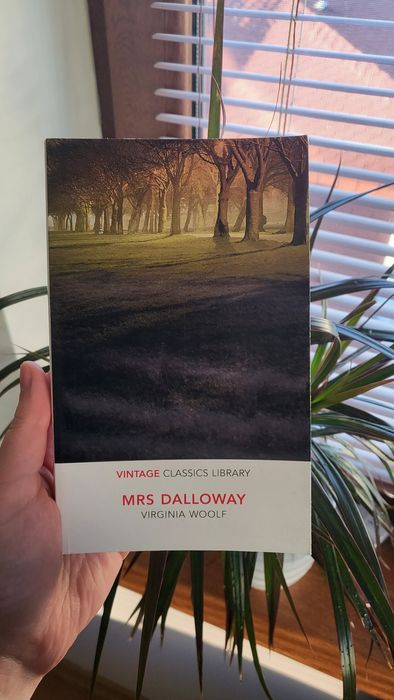 VINTAGE CLASSICS LIBRARY
MRS DALLOWAY
VIRGINIA WOOLF